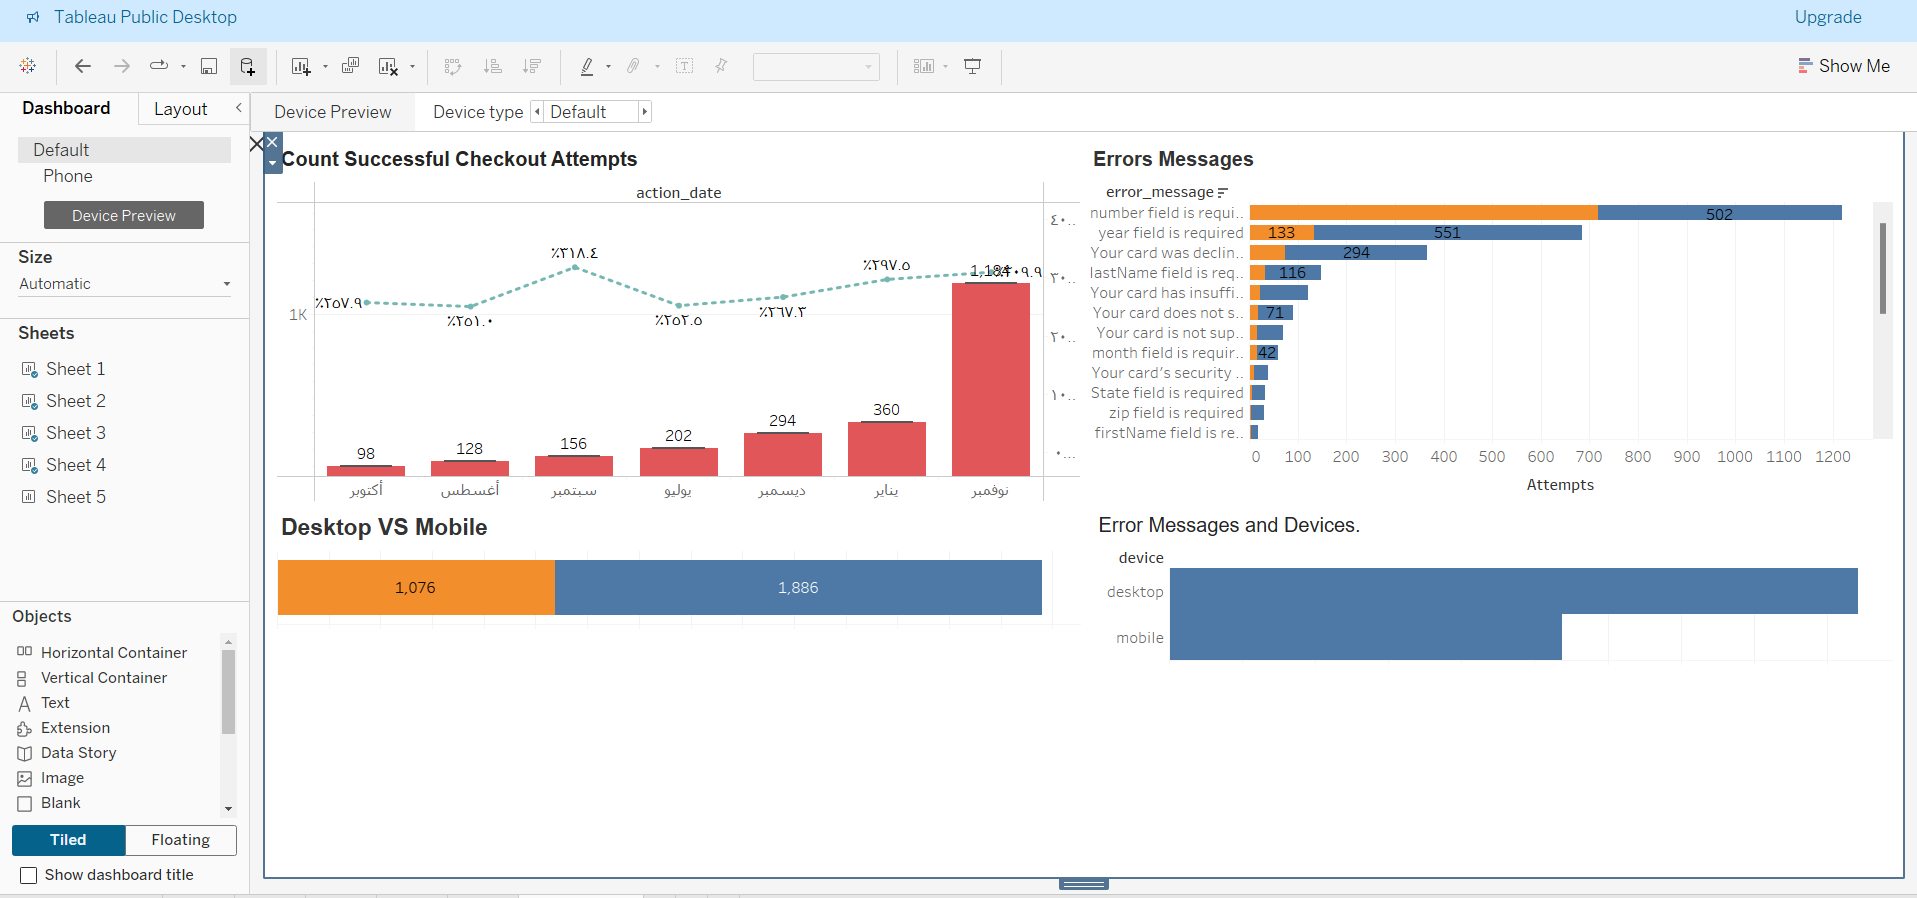 Tableau Public Desktop
Upgrade
Show Me
Dashboard
Layout
Device Preview
Device type
Default
Default
Phone
Device Preview
Size
Automatic
Sheets
Sheet 1
Sheet 2
Sheet 3
Sheet 4
Sheet 5
Objects
Horizontal Container
Vertical Container
Text
Extension
Data Story
Image
Blank
Tiled
Floating
Show dashboard title
Count Successful Checkout Attempts
action_date
1K
٪٢٥٧.٩
٪٢٥١.٠
٪٣١٨.٤
٪٢٥٢.٥
٪٢٦٧.٣
٪٢٩٧.٥
98
128
156
202
294
360
٤٠..
٣٠..
٢٠..
١٠..
٠...
أكتوبر
أغسطس
سبتمبر
يوليو
ديسمبر
يناير
نوفمبر
Errors Messages
error_message
number field is requi.. 502
year field is required 133 551
Your card was declin.. 294
lastName field is req.. 116
Your card has insuffi..
Your card does not s.. 71
Your card is not sup..
month field is requir.. 42
Your card's security ..
State field is required
zip field is required
firstName field is re..
0 100 200 300 400 500 600 700 800 900 1000 1100 1200
Attempts
Desktop VS Mobile
1,076 1,886
Error Messages and Devices.
device
desktop
mobile